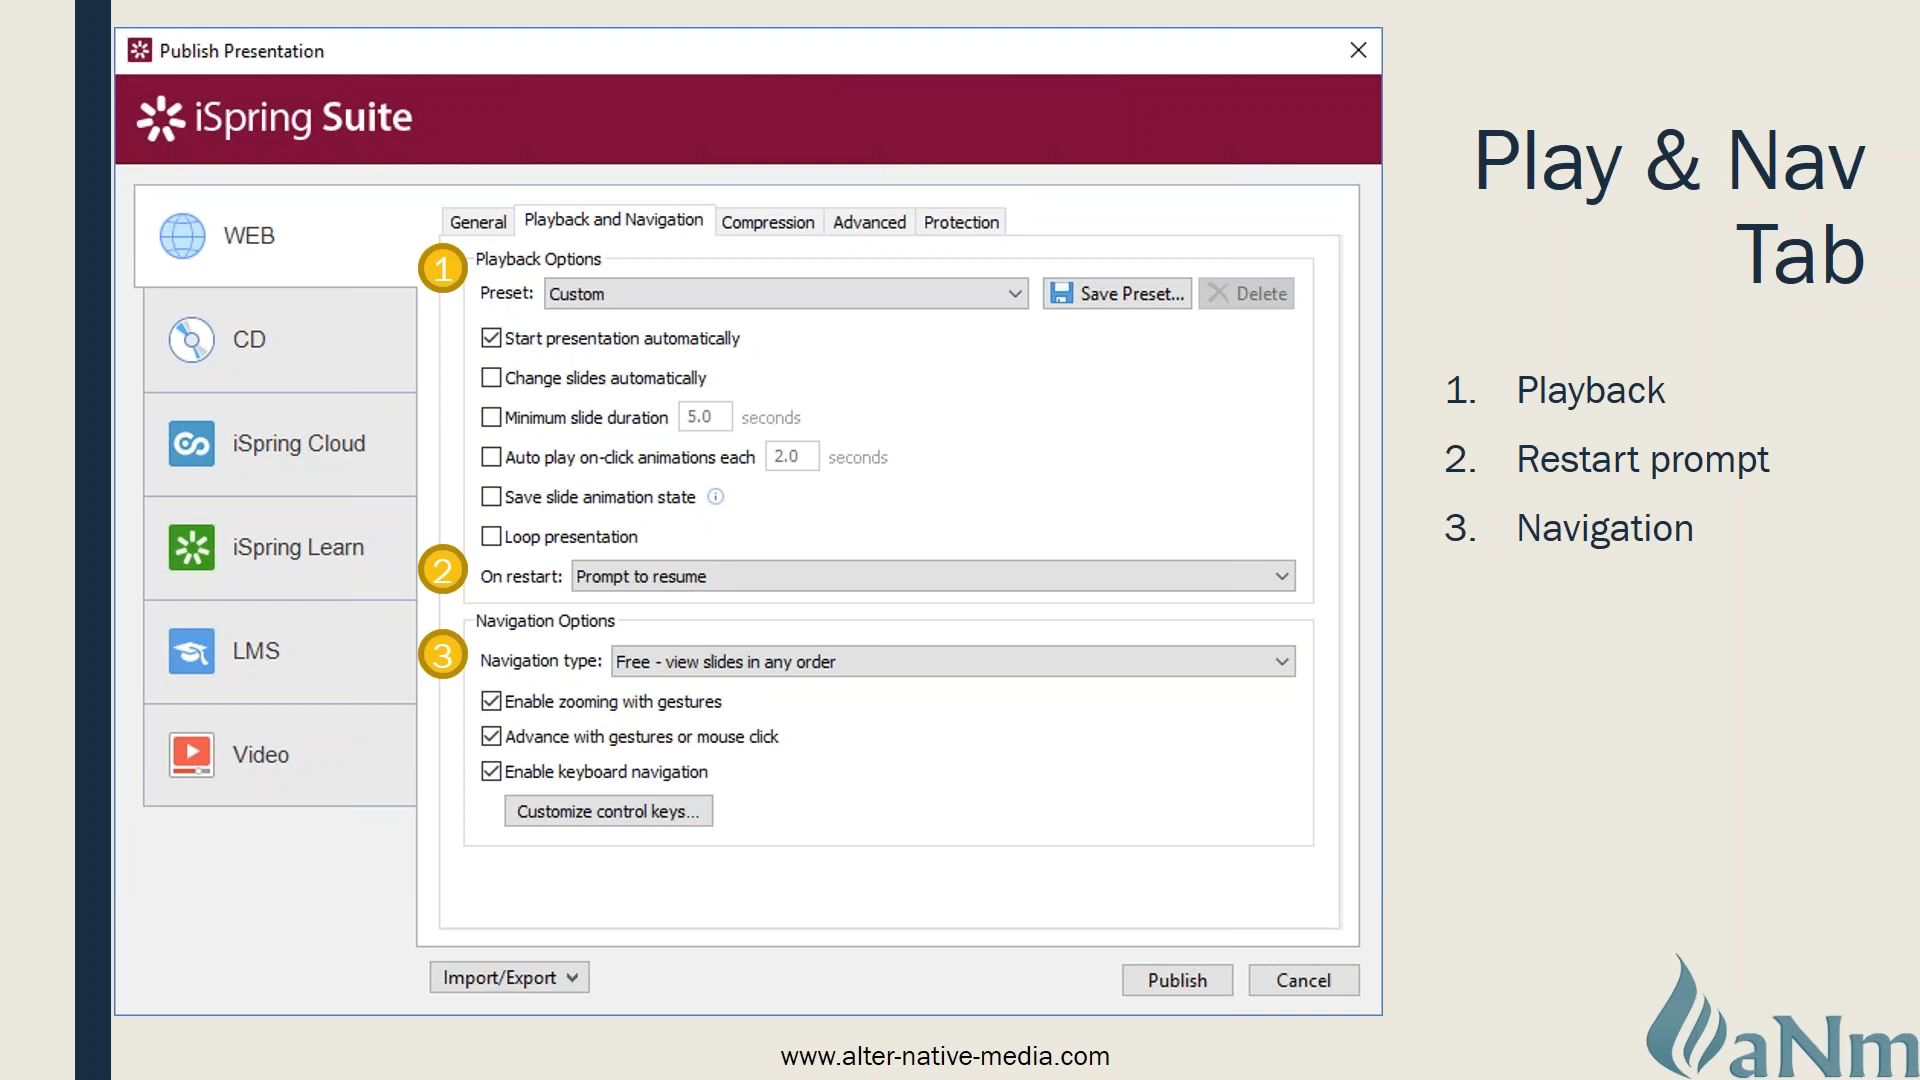 Publish Presentation
iSpring Suite
WEB
CD
iSpring Cloud
iSpring Learn
LMS
Video
General
Playback and Navigation
Compression
Advanced
Protection
1
Playback Options
Preset: Custom
Save Preset...
Delete
Start presentation automatically
Change slides automatically
Minimum slide duration 5.0 seconds
Auto play on-click animations each 2.0 seconds
Save slide animation state
Loop presentation
2
On restart: Prompt to resume
Navigation Options
3
Navigation type: Free - view slides in any order
Enable zooming with gestures
Advance with gestures or mouse click
Enable keyboard navigation
Customize control keys...
Import/Export
Publish
Cancel
Play & Nav
Tab
1. Playback
2. Restart prompt
3. Navigation
www.alter-native-media.com
aNm